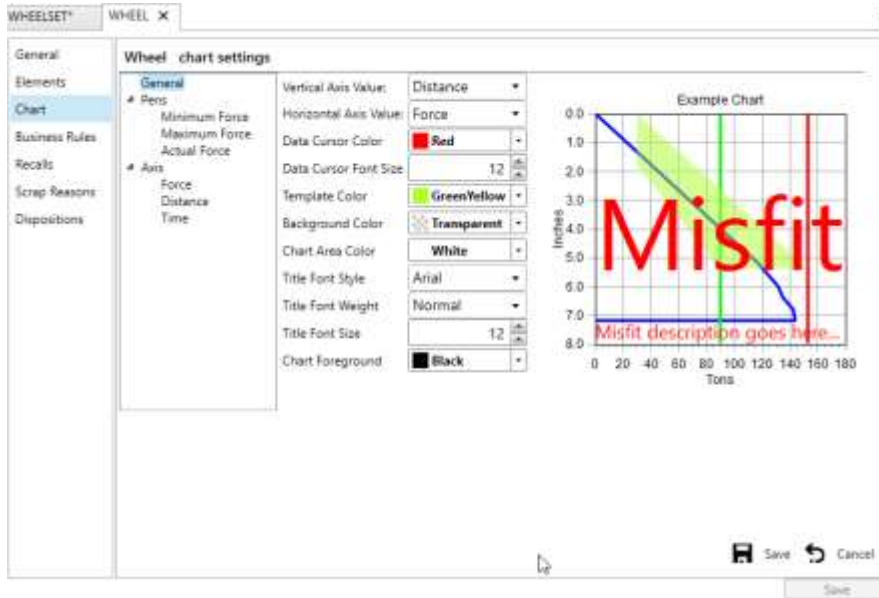 WHEELSET*
WHEEL ×
General
Elements
Chart
Business Rules
Recalls
Scrap Reasons
Dispositions
Wheel chart settings
General
Pens
Minimum Force
Maximum Force
Actual Force
Axis
Force
Distance
Time
Vertical Axis Value: Distance
Horizontal Axis Value: Force
Data Cursor Color Red
Data Cursor Font Size 12
Template Color GreenYellow
Background Color Transparent
Chart Area Color White
Title Font Style Arial
Title Font Weight Normal
Title Font Size 12
Chart Foreground Black
Example Chart
0.0
1.0
2.0
3.0
4.0
5.0
6.0
7.0
8.0
Inches
Misfit
Misfit description goes here...
0 20 40 60 80 100 120 140 160 180
Tons
Save Cancel
Save